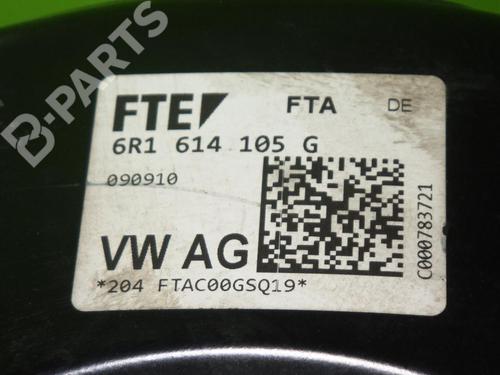 B-PARTS
FTE FTA DE
6R1 614 105 G
090910
VW AG
*204 FTAC00GSQ19*
C000783721